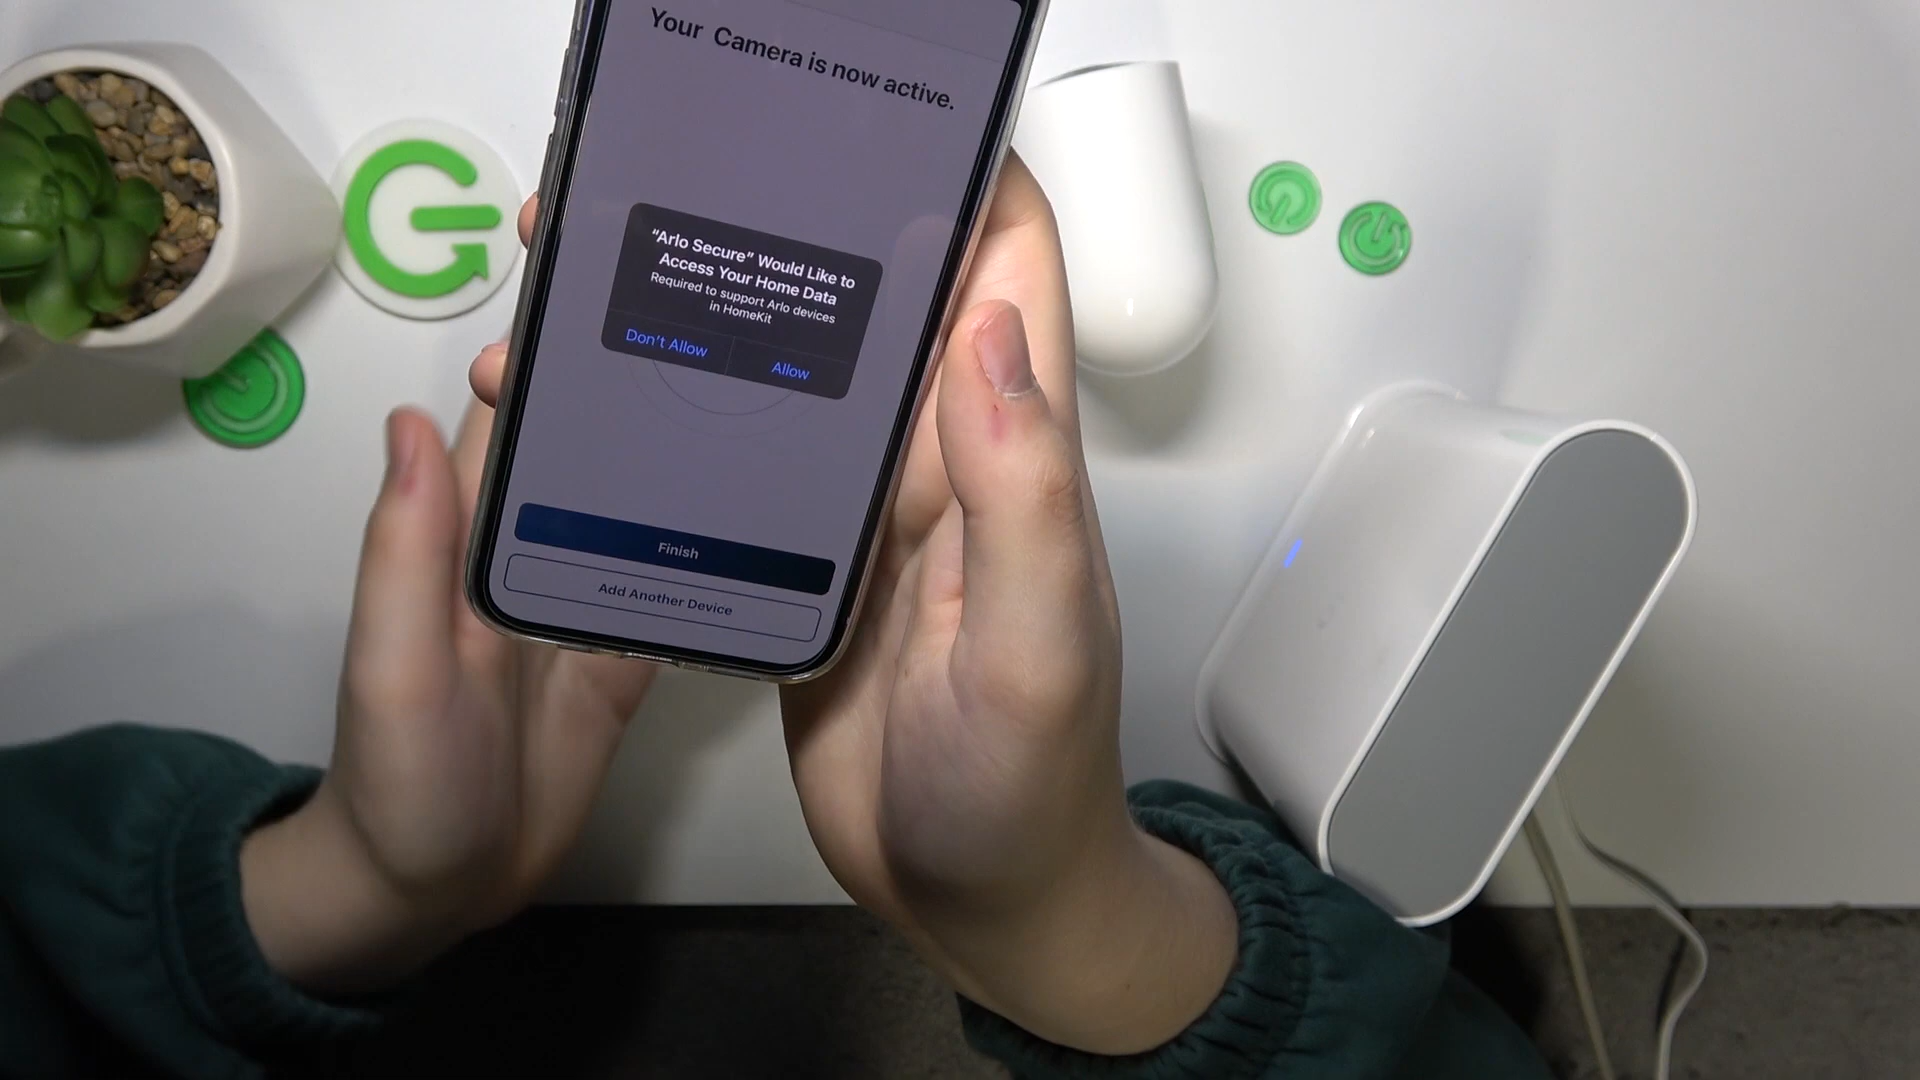 Your Camera is now active.
“Arlo Secure” Would Like to
Access Your Home Data
Required to support Arlo devices
in HomeKit
Don’t Allow
Allow
Finish
Add Another Device